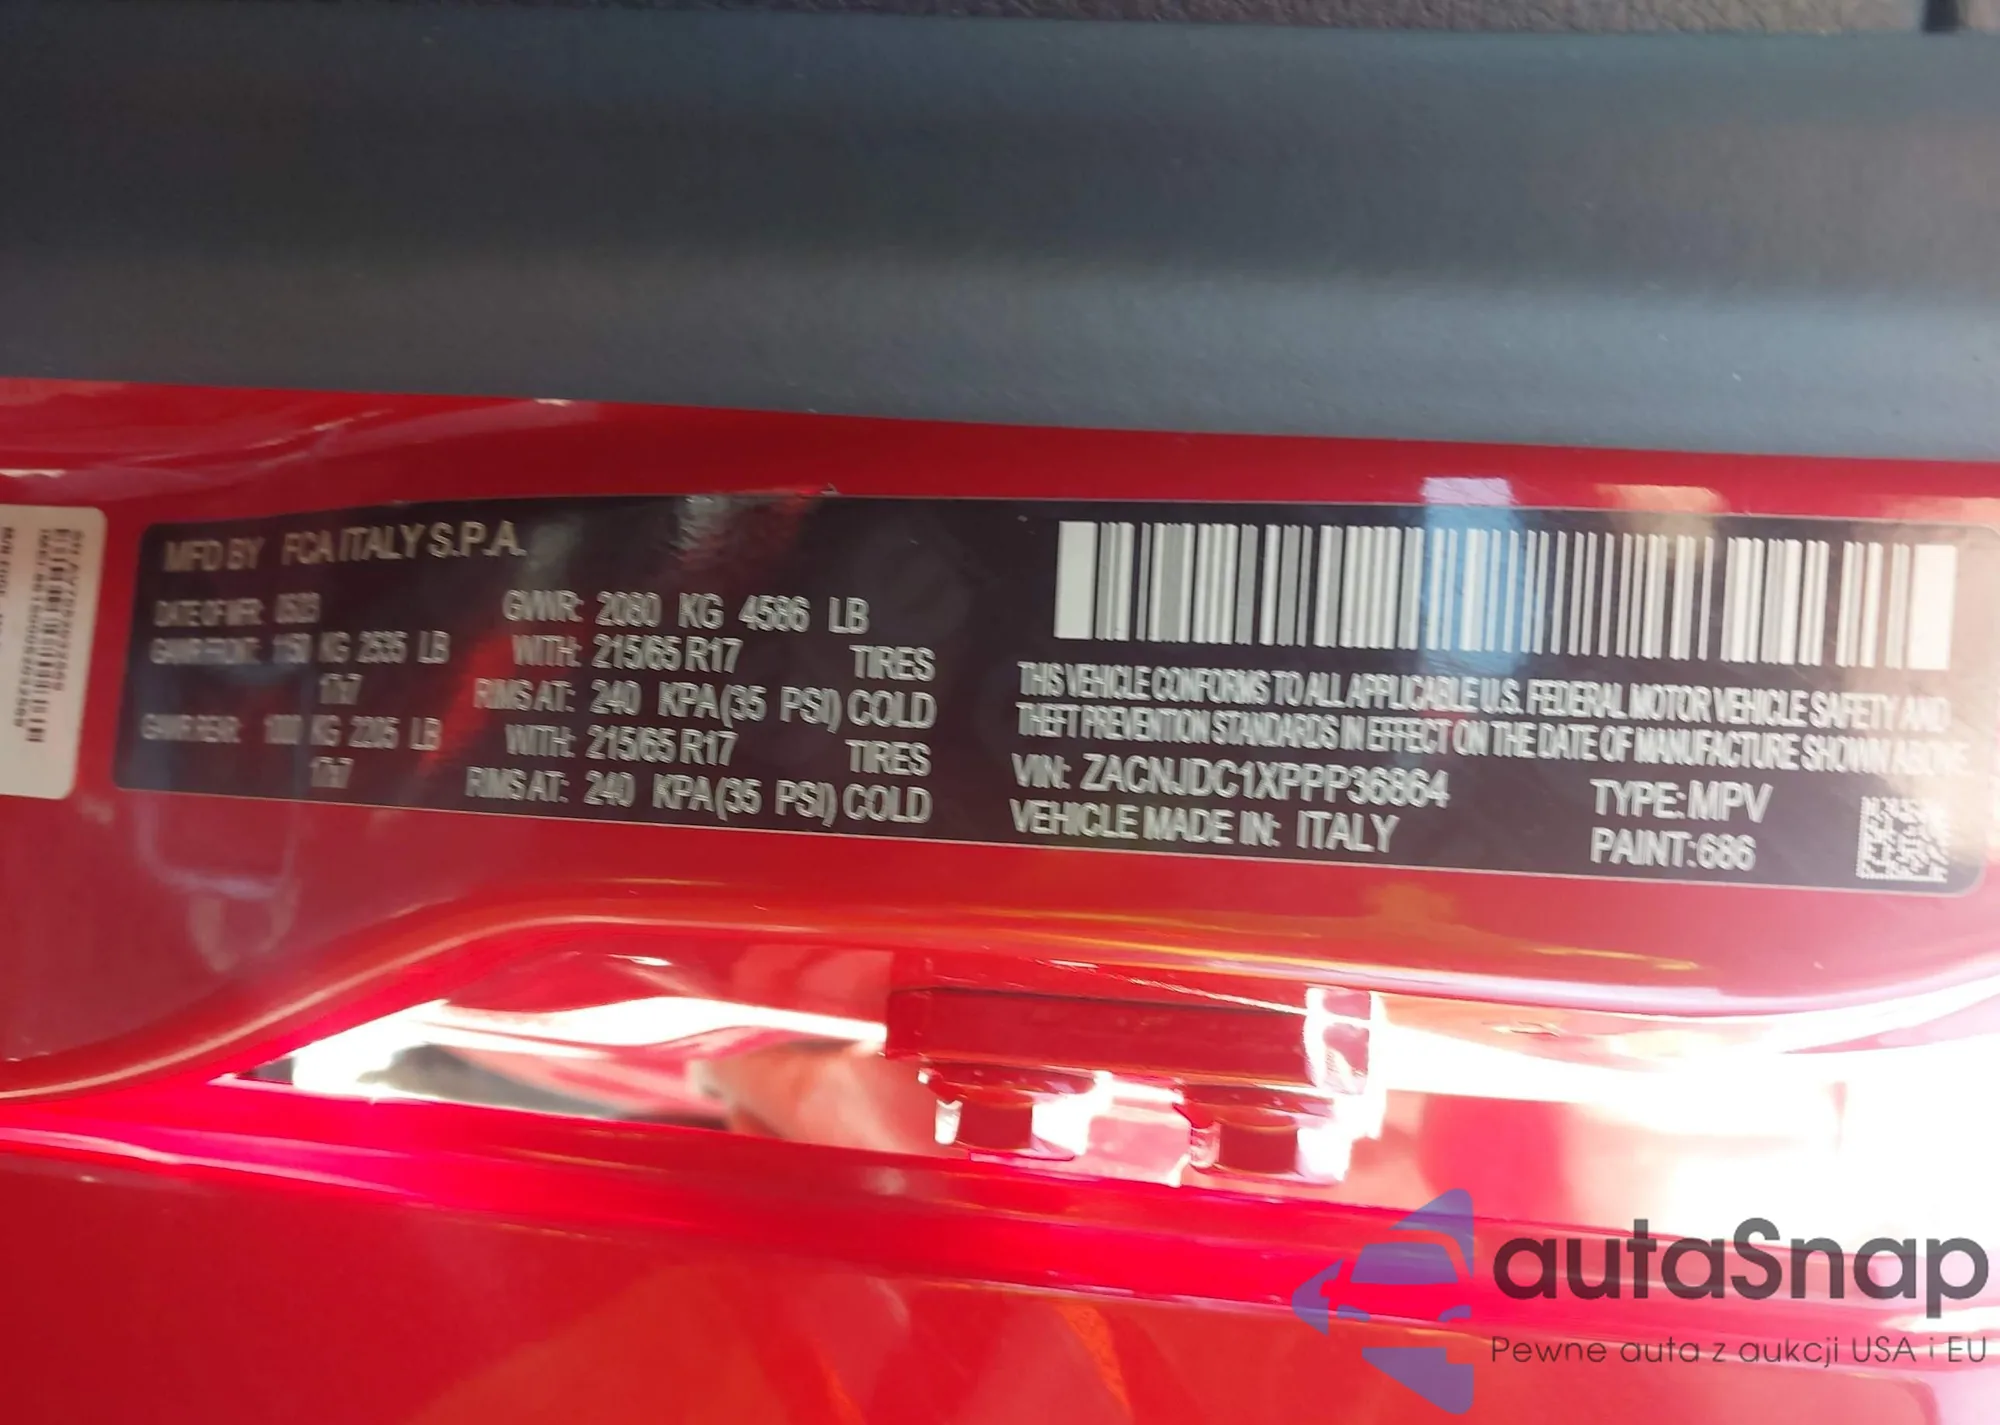 MFD BY FCA ITALY S.P.A.
DATE OF MFR: 0523 GVWR: 2080 KG 4586 LB
GAWR FRONT: 1150 KG 2535 LB WITH: 215/65 R17 TIRES
17x7 RIMS AT: 240 KPA(35 PSI) COLD
GAWR REAR: 1000 KG 2205 LB WITH: 215/65 R17 TIRES
17x7 RIMS AT: 240 KPA(35 PSI) COLD
THIS VEHICLE CONFORMS TO ALL APPLICABLE U.S. FEDERAL MOTOR VEHICLE SAFETY AND
THEFT PREVENTION STANDARDS IN EFFECT ON THE DATE OF MANUFACTURE SHOWN ABOVE.
VIN: ZACNJDC1XPPP36864 TYPE: MPV
VEHICLE MADE IN: ITALY PAINT: 686
autaSnap
Pewne auta z aukcji USA i EU